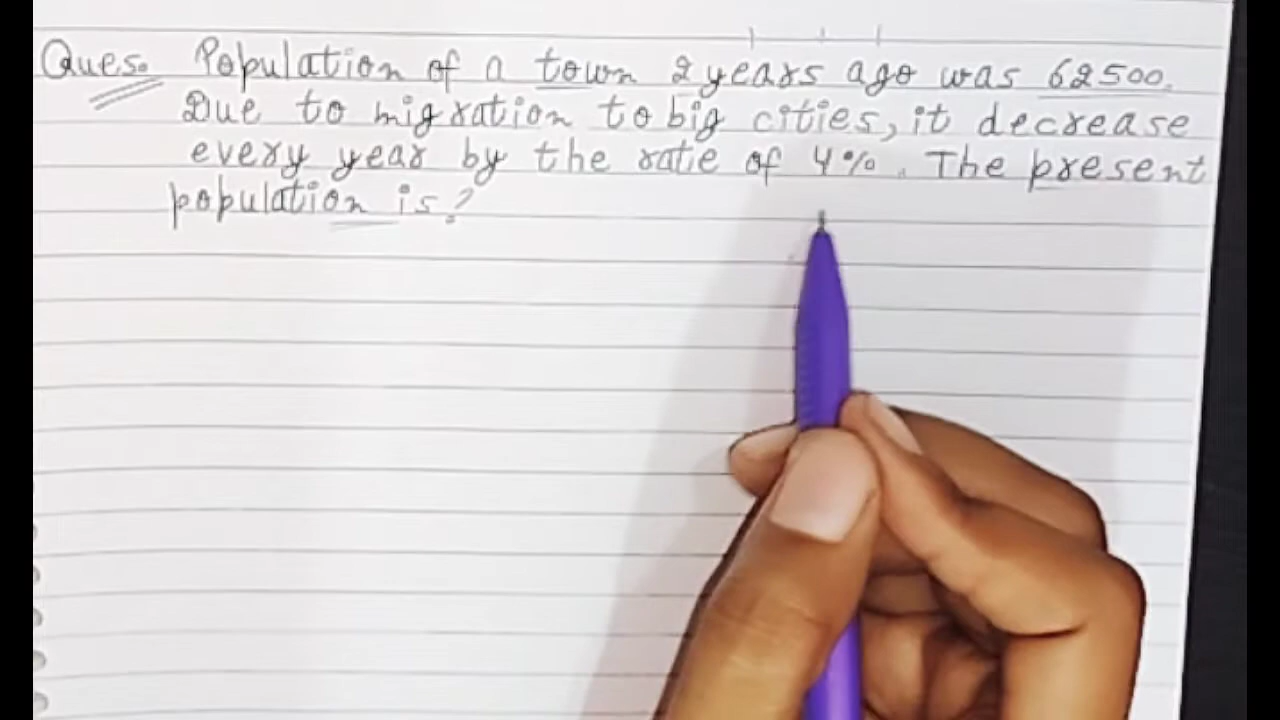 Ques. Population of a town 2 years ago was 62500.
Due to migration to big cities, it decrease
every year by the rate of 4%. The present
population is?